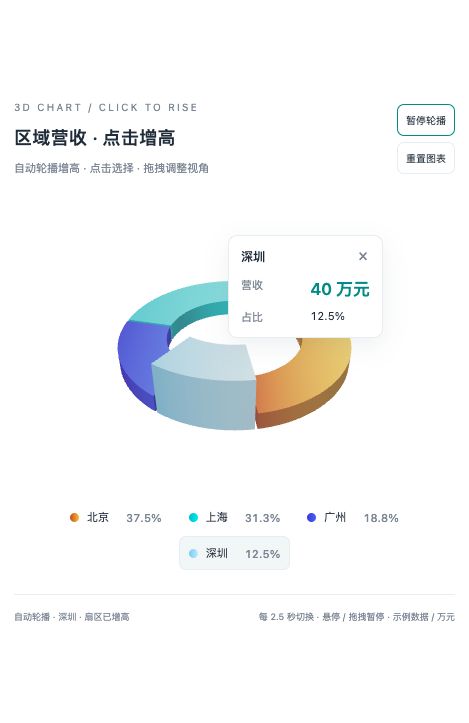 3D CHART / CLICK TO RISE
区域营收 · 点击增高
自动轮播增高 · 点击选择 · 拖拽调整视角
暂停轮播
重置图表
深圳 ×
营收 40 万元
占比 12.5%
北京 37.5% 上海 31.3% 广州 18.8%
深圳 12.5%
自动轮播 · 深圳 · 扇区已增高 每 2.5 秒切换 · 悬停 / 拖拽暂停 · 示例数据 / 万元